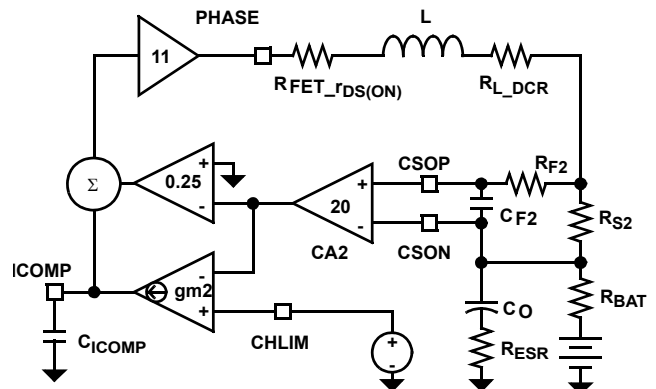 PHASE
L
11
RFET_rDS(ON)
RL_DCR
Σ
+
0.25
-
+
20
-
CA2
CSOP
CSON
RF2
CF2
RS2
ICOMP
-
gm2
+
CICOMP
CHLIM
+
-
CO
RESR
RBAT